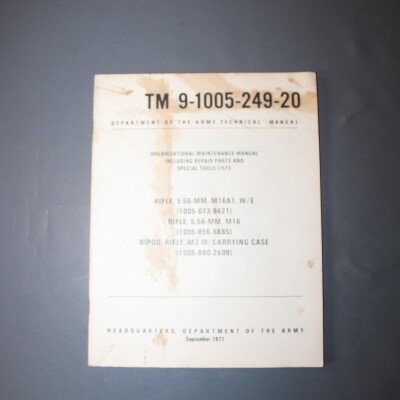 TM 9-1005-249-20
DEPARTMENT OF THE ARMY TECHNICAL MANUAL
ORGANIZATIONAL MAINTENANCE MANUAL
INCLUDING REPAIR PARTS AND
SPECIAL TOOLS LISTS
RIFLE, 5.56-MM, M16A1, W/E
(1005-073-9421)
RIFLE, 5.56-MM, M16
(1005-856-6885)
BIPOD, RIFLE, M3 W/CARRYING CASE
(1005-890-2609)
HEADQUARTERS, DEPARTMENT OF THE ARMY
September 1971